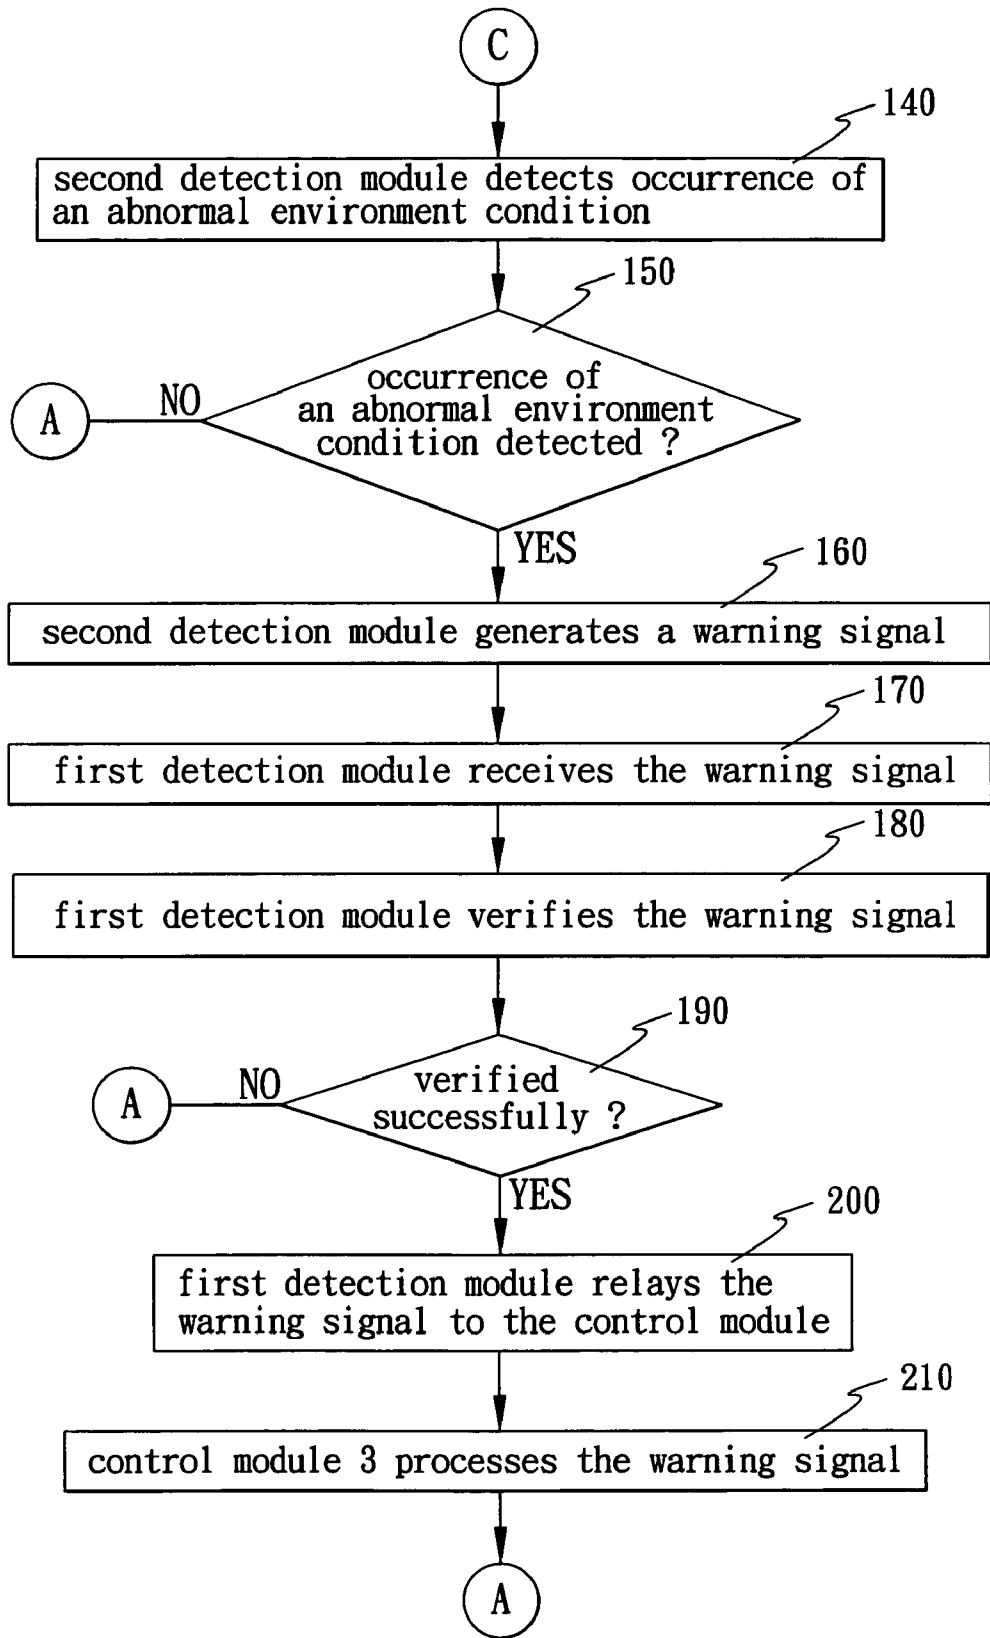 C
140
second detection module detects occurrence of
an abnormal environment condition
150
occurrence of
an abnormal environment
condition detected ?
NO
A
YES
160
second detection module generates a warning signal
170
first detection module receives the warning signal
180
first detection module verifies the warning signal
190
verified
successfully ?
NO
A
YES
200
first detection module relays the
warning signal to the control module
210
control module 3 processes the warning signal
A